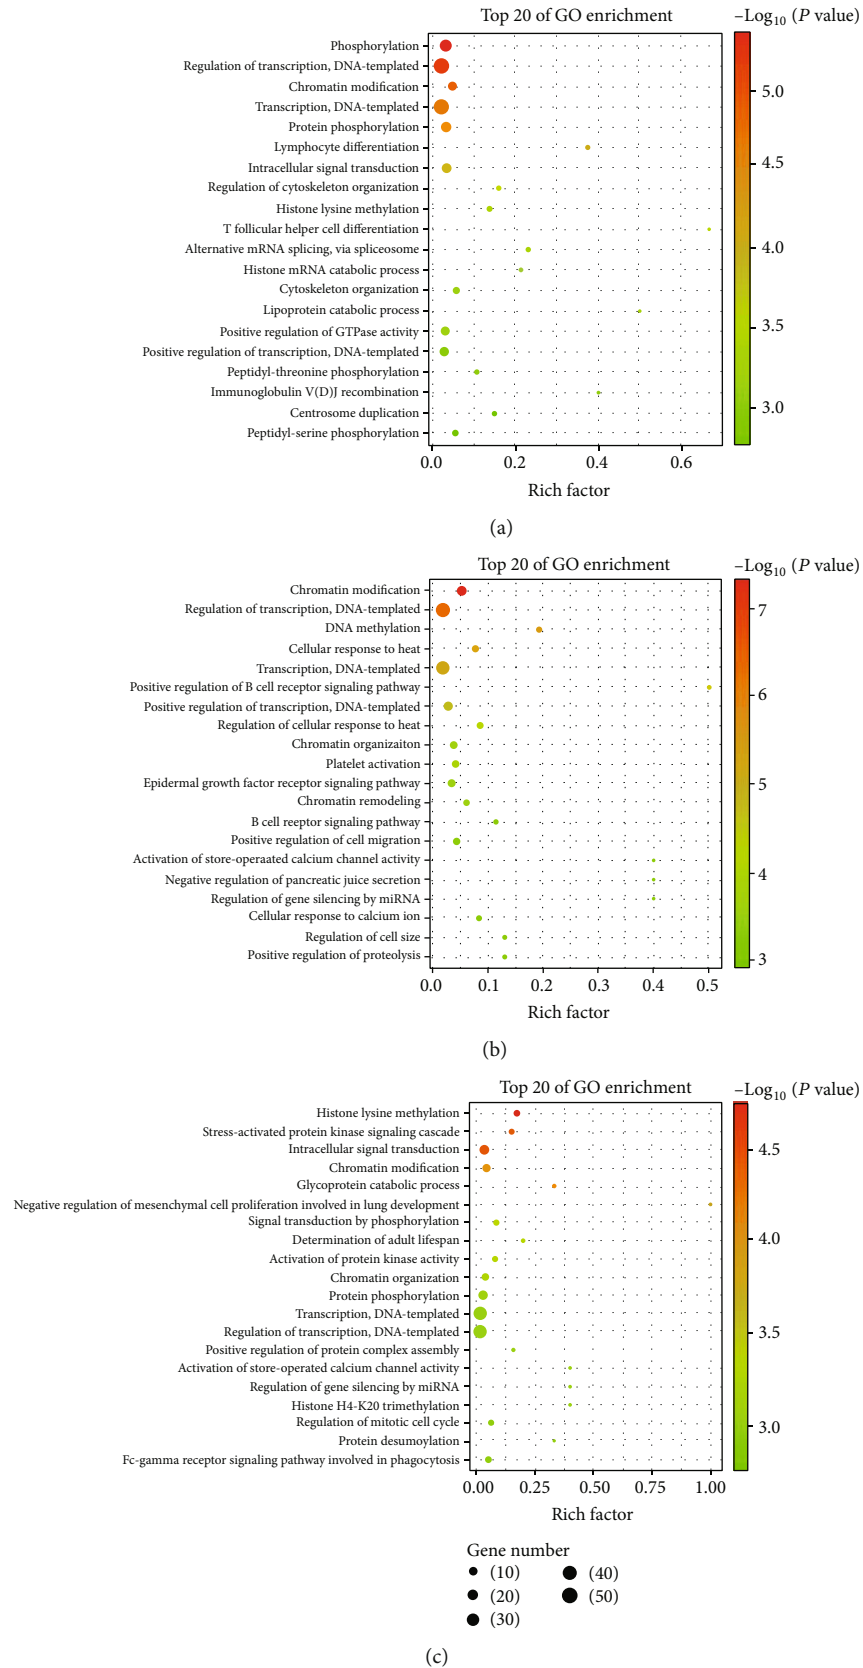 Top 20 of GO enrichment
–Log10 (P value)
Phosphorylation
Regulation of transcription, DNA-templated
Chromatin modification
Transcription, DNA-templated
Protein phosphorylation
Lymphocyte differentiation
Intracellular signal transduction
Regulation of cytoskeleton organization
Histone lysine methylation
T follicular helper cell differentiation
Alternative mRNA splicing, via spliceosome
Histone mRNA catabolic process
Cytoskeleton organization
Lipoprotein catabolic process
Positive regulation of GTPase activity
Positive regulation of transcription, DNA-templated
Peptidyl-threonine phosphorylation
Immunoglobulin V(D)J recombination
Centrosome duplication
Peptidyl-serine phosphorylation
5.0
4.5
4.0
3.5
3.0
0.0 0.2 0.4 0.6
Rich factor
(a)
Top 20 of GO enrichment
–Log10 (P value)
Chromatin modification
Regulation of transcription, DNA-templated
DNA methylation
Cellular response to heat
Transcription, DNA-templated
Positive regulation of B cell receptor signaling pathway
Positive regulation of transcription, DNA-templated
Regulation of cellular response to heat
Chromatin organizaiton
Platelet activation
Epidermal growth factor receptor signaling pathway
Chromatin remodeling
B cell reeptor signaling pathway
Positive regulation of cell migration
Activation of store-operaated calcium channel activity
Negative regulation of pancreatic juice secretion
Regulation of gene silencing by miRNA
Cellular response to calcium ion
Regulation of cell size
Positive regulation of proteolysis
7
6
5
4
3
0.0 0.1 0.2 0.3 0.4 0.5
Rich factor
(b)
Top 20 of GO enrichment
–Log10 (P value)
Histone lysine methylation
Stress-activated protein kinase signaling cascade
Intracellular signal transduction
Chromatin modification
Glycoprotein catabolic process
Negative regulation of mesenchymal cell proliferation involved in lung development
Signal transduction by phosphorylation
Determination of adult lifespan
Activation of protein kinase activity
Chromatin organization
Protein phosphorylation
Transcription, DNA-templated
Regulation of transcription, DNA-templated
Positive regulation of protein complex assembly
Activation of store-operated calcium channel activity
Regulation of gene silencing by miRNA
Histone H4-K20 trimethylation
Regulation of mitotic cell cycle
Protein desumoylation
Fc-gamma receptor signaling pathway involved in phagocytosis
4.5
4.0
3.5
3.0
0.00 0.25 0.50 0.75 1.00
Rich factor
Gene number
(10) (40)
(20) (50)
(30)
(c)